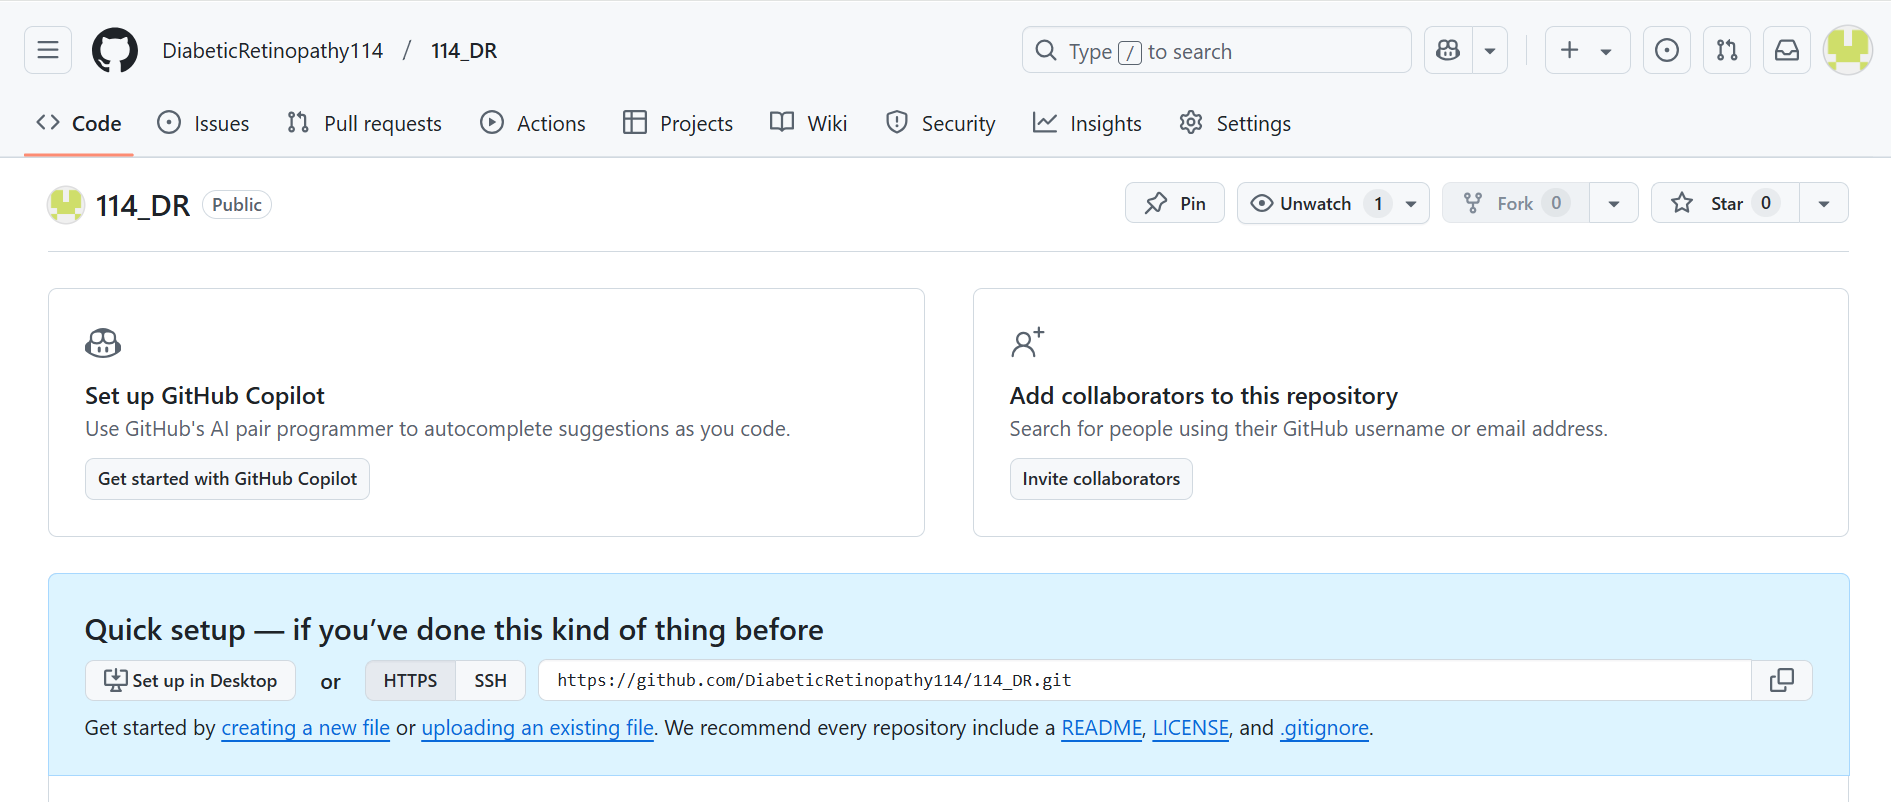 DiabeticRetinopathy114 / 114_DR
Type / to search
Code Issues Pull requests Actions Projects Wiki Security Insights Settings
114_DR Public
Pin Unwatch 1 Fork 0 Star 0
Set up GitHub Copilot
Use GitHub's AI pair programmer to autocomplete suggestions as you code.
Get started with GitHub Copilot
Add collaborators to this repository
Search for people using their GitHub username or email address.
Invite collaborators
Quick setup — if you’ve done this kind of thing before
Set up in Desktop or HTTPS SSH https://github.com/DiabeticRetinopathy114/114_DR.git
Get started by creating a new file or uploading an existing file. We recommend every repository include a README, LICENSE, and .gitignore.